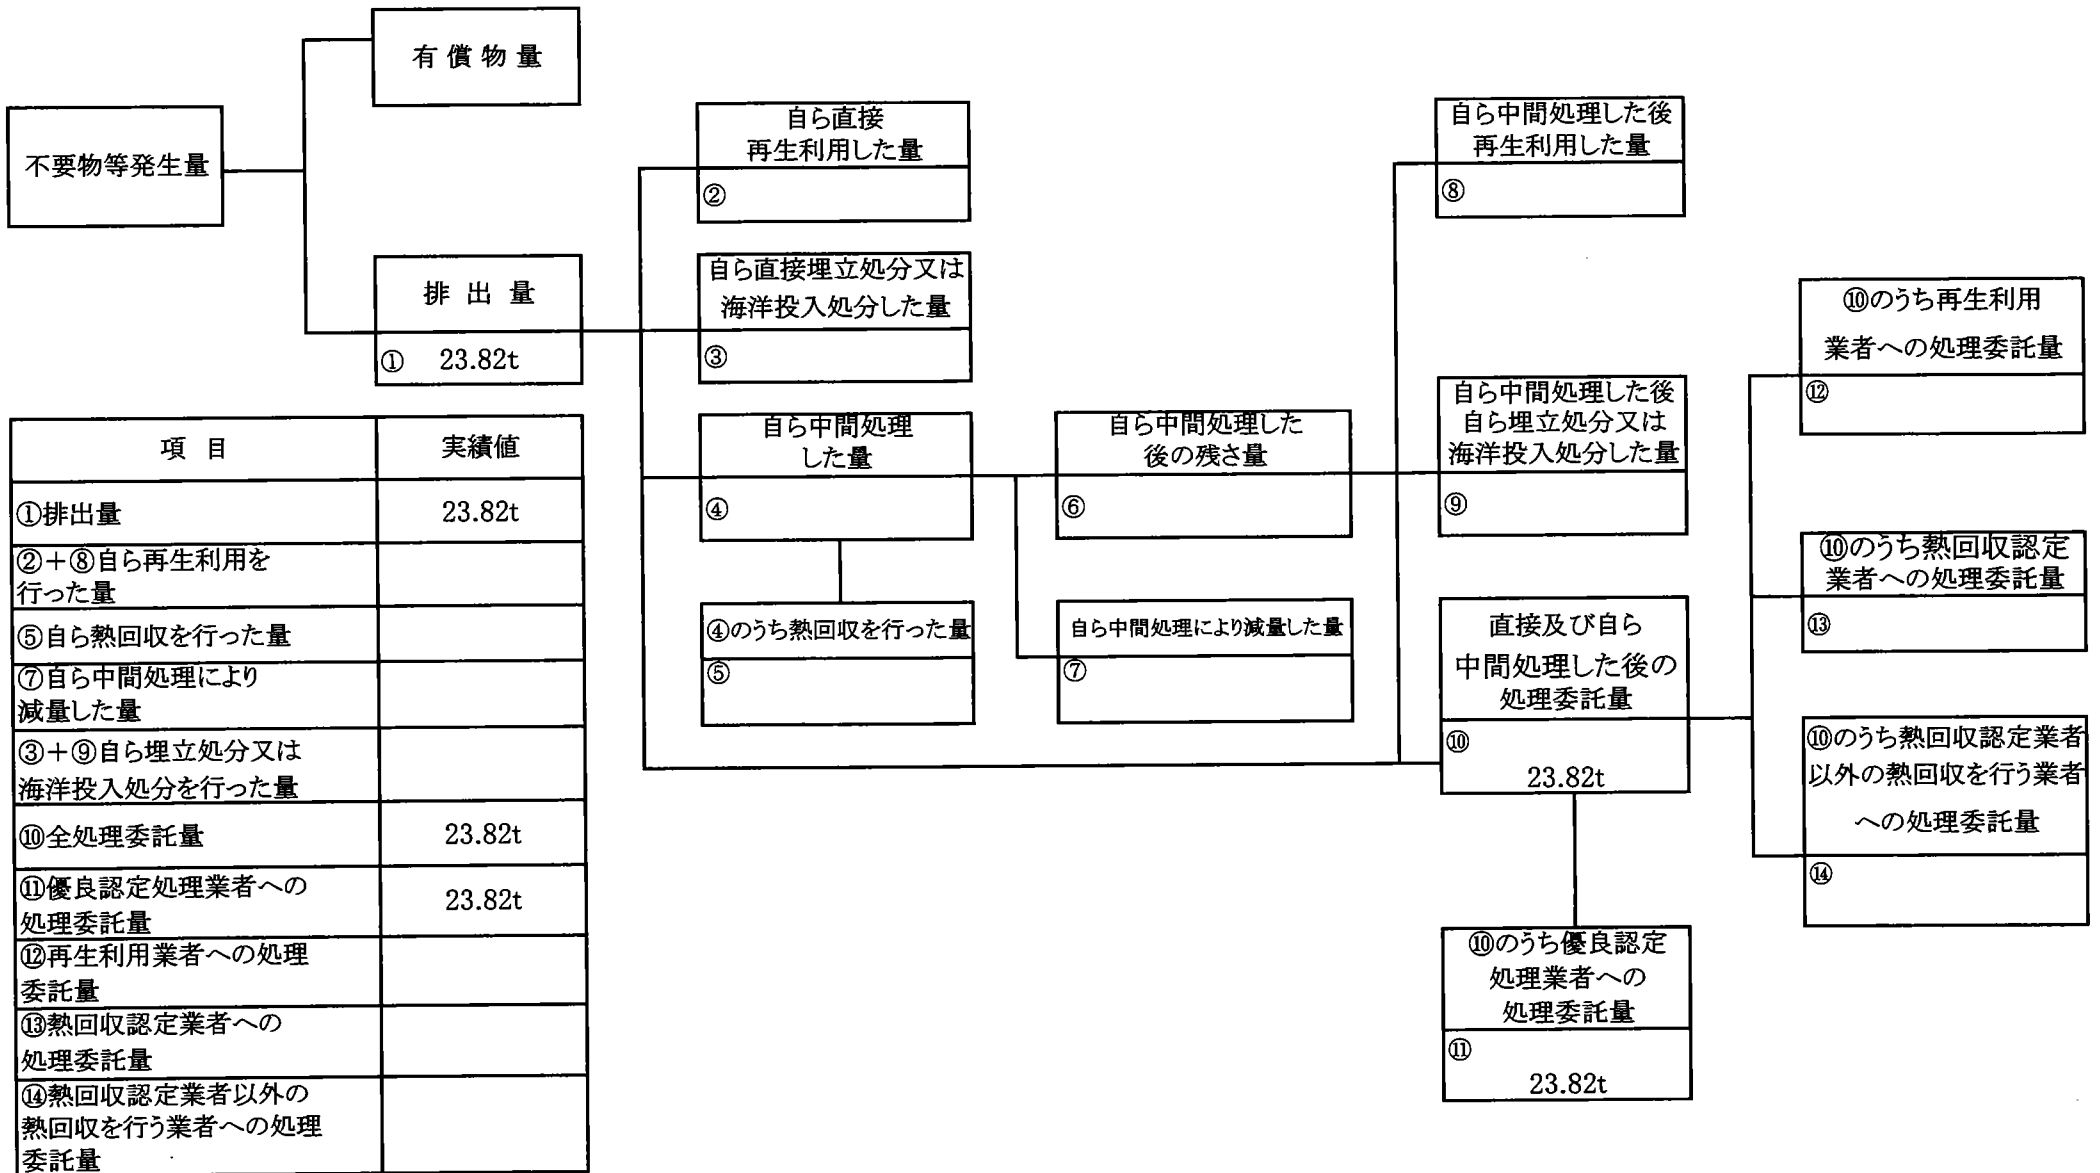 有 償 物 量
不要物等発生量
排 出 量
① 23.82t
自ら直接
再生利用した量
②
自ら直接埋立処分又は
海洋投入処分した量
③
自ら中間処理
した量
④
④のうち熱回収を行った量
⑤
自ら中間処理した
後の残さ量
⑥
自ら中間処理により減量した量
⑦
自ら中間処理した後
再生利用した量
⑧
自ら中間処理した後
自ら埋立処分又は
海洋投入処分した量
⑨
直接及び自ら
中間処理した後の
処理委託量
⑩
23.82t
⑩のうち優良認定
処理業者への
処理委託量
⑪
23.82t
⑩のうち再生利用
業者への処理委託量
⑫
⑩のうち熱回収認定
業者への処理委託量
⑬
⑩のうち熱回収認定業者
以外の熱回収を行う業者
への処理委託量
⑭
項 目 実績値
①排出量 23.82t
②+⑧自ら再生利用を
行った量
⑤自ら熱回収を行った量
⑦自ら中間処理により
減量した量
③+⑨自ら埋立処分又は
海洋投入処分を行った量
⑩全処理委託量 23.82t
⑪優良認定処理業者への
処理委託量 23.82t
⑫再生利用業者への処理
委託量
⑬熱回収認定業者への
処理委託量
⑭熱回収認定業者以外の
熱回収を行う業者への処理
委託量